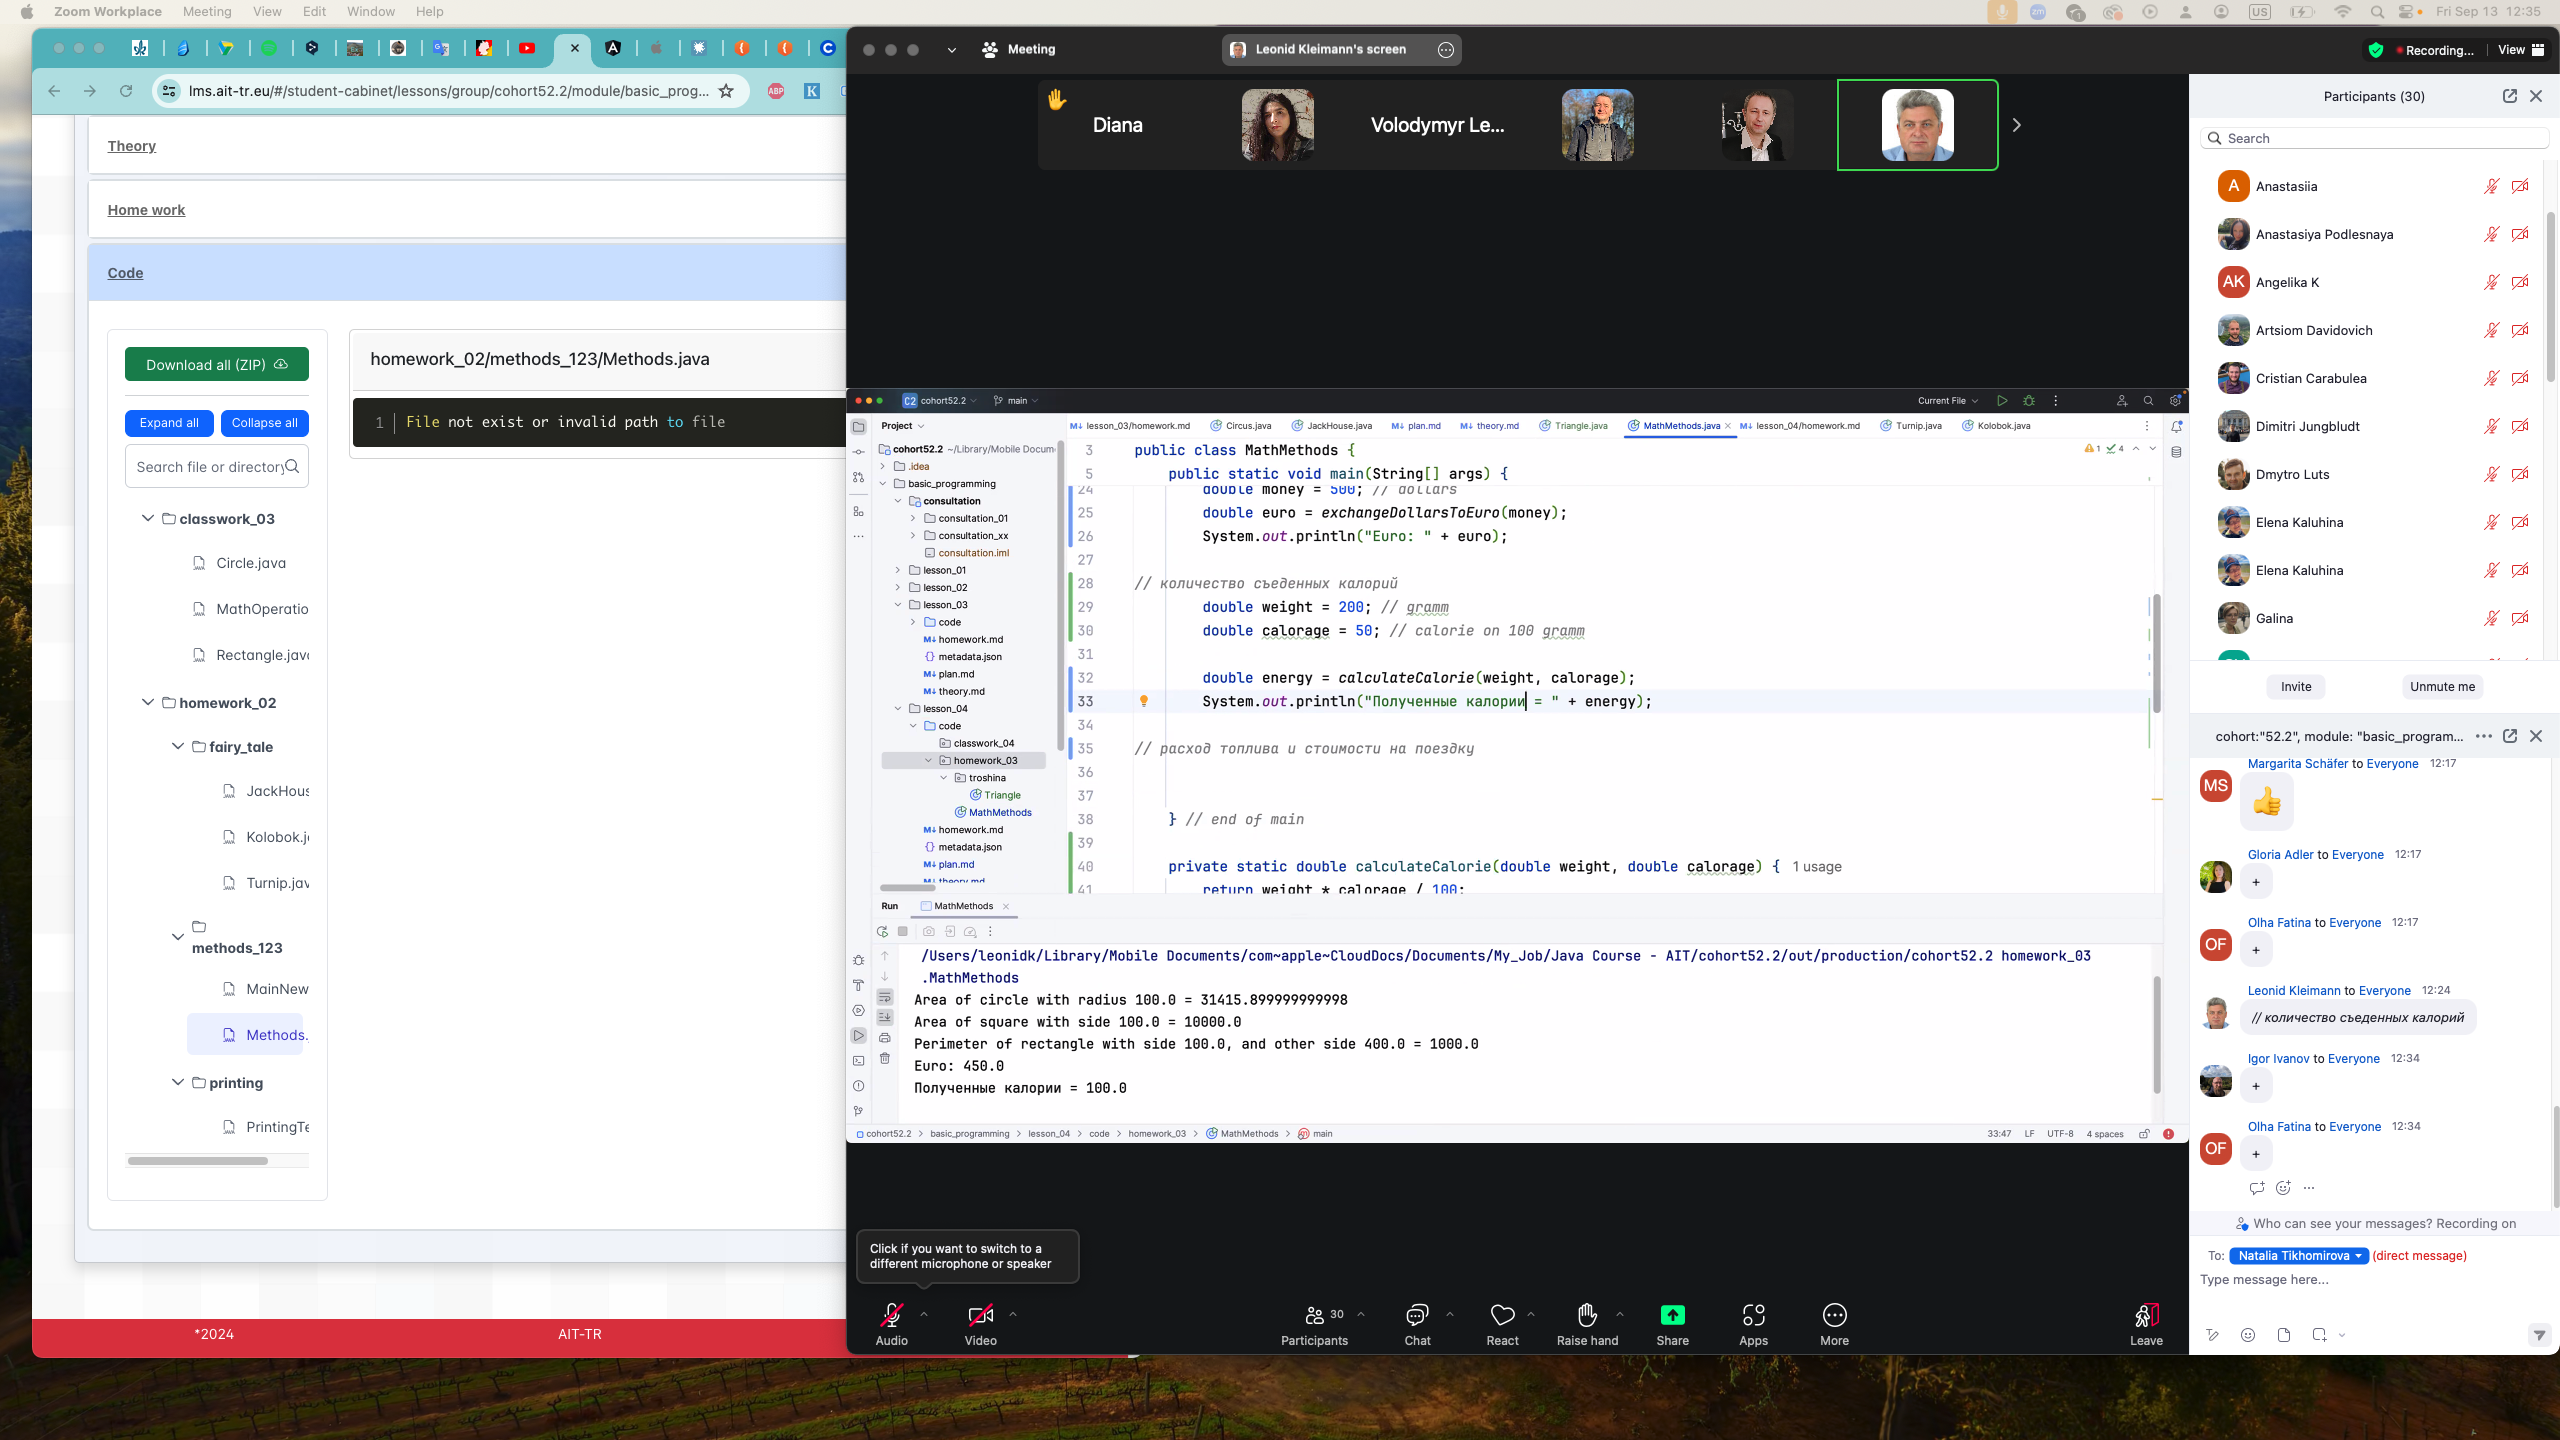 Zoom Workplace Meeting View Edit Window Help
US
Fri Sep 13 12:35
lms.ait-tr.eu/#/student-cabinet/lessons/group/cohort52.2/module/basic_prog...
ABP
K
Theory
Home work
Code
Download all (ZIP)
Expand all
Collapse all
Search file or directory
classwork_03
Circle.java
MathOperatio
Rectangle.java
homework_02
fairy_tale
JackHous
Kolobok.j
Turnip.jav
methods_123
MainNew
Methods.
printing
PrintingTe
homework_02/methods_123/Methods.java
1 File not exist or invalid path to file
*2024
AIT-TR
Meeting
Leonid Kleimann's screen
Recording...
View
Diana
Volodymyr Le...
C2 cohort52.2
main
Current File
Project
cohort52.2 ~/Library/Mobile Docum
.idea
basic_programming
consultation
consultation_01
consultation_xx
consultation.iml
lesson_01
lesson_02
lesson_03
code
homework.md
metadata.json
plan.md
theory.md
lesson_04
code
classwork_04
homework_03
troshina
Triangle
MathMethods
homework.md
metadata.json
plan.md
theory.md
lesson_03/homework.md
Circus.java
JackHouse.java
plan.md
theory.md
Triangle.java
MathMethods.java
lesson_04/homework.md
Turnip.java
Kolobok.java
1 4
3 public class MathMethods {
5 public static void main(String[] args) {
24 double money = 500; // dollars
25 double euro = exchangeDollarsToEuro(money);
26 System.out.println("Euro: " + euro);
27
28 // количество съеденных калорий
29 double weight = 200; // gramm
30 double calorage = 50; // calorie on 100 gramm
31
32 double energy = calculateCalorie(weight, calorage);
33 System.out.println("Полученные калории = " + energy);
34
35 // расход топлива и стоимости на поездку
36
37
38 } // end of main
39
40 private static double calculateCalorie(double weight, double calorage) { 1 usage
41 return weight * calorage / 100;
Run
MathMethods
/Users/leonidk/Library/Mobile Documents/com~apple~CloudDocs/Documents/My_Job/Java Course - AIT/cohort52.2/out/production/cohort52.2 homework_03
.MathMethods
Area of circle with radius 100.0 = 31415.899999999998
Area of square with side 100.0 = 10000.0
Perimeter of rectangle with side 100.0, and other side 400.0 = 1000.0
Euro: 450.0
Полученные калории = 100.0
cohort52.2 > basic_programming > lesson_04 > code > homework_03 > MathMethods > main
33:47 LF UTF-8 4 spaces
Click if you want to switch to a
different microphone or speaker
Audio
Video
30
Participants
Chat
React
Raise hand
Share
Apps
More
Leave
Participants (30)
Search
A Anastasiia
Anastasiya Podlesnaya
AK Angelika K
Artsiom Davidovich
Cristian Carabulea
Dimitri Jungbludt
Dmytro Luts
Elena Kaluhina
Elena Kaluhina
Galina
Invite
Unmute me
cohort:"52.2", module: "basic_program...
Margarita Schäfer to Everyone 12:17
MS
Gloria Adler to Everyone 12:17
+
Olha Fatina to Everyone 12:17
OF +
Leonid Kleimann to Everyone 12:24
// количество съеденных калорий
Igor Ivanov to Everyone 12:34
+
Olha Fatina to Everyone 12:34
OF +
Who can see your messages? Recording on
To: Natalia Tikhomirova (direct message)
Type message here...